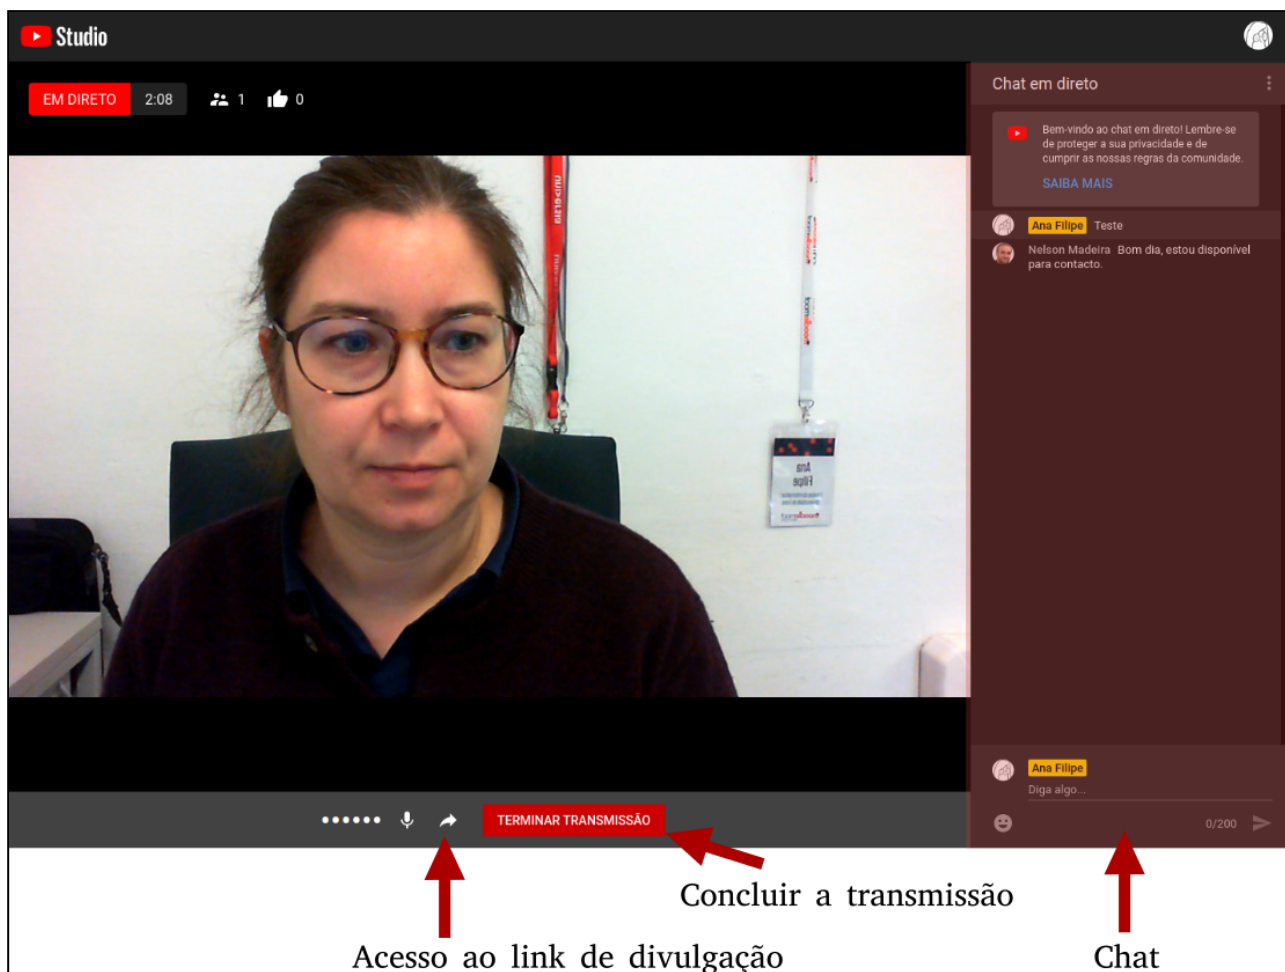 Studio
EM DIRETO 2:08 1 0
Chat em direto
Bem-vindo ao chat em direto! Lembre-se
de proteger a sua privacidade e de
cumprir as nossas regras da comunidade.
SAIBA MAIS
Ana Filipe Teste
Nelson Madeira Bom dia, estou disponível
para contacto.
Ana
Filipe
Ana Filipe
Diga algo...
0/200
TERMINAR TRANSMISSÃO
Concluir a transmissão
Acesso ao link de divulgação
Chat